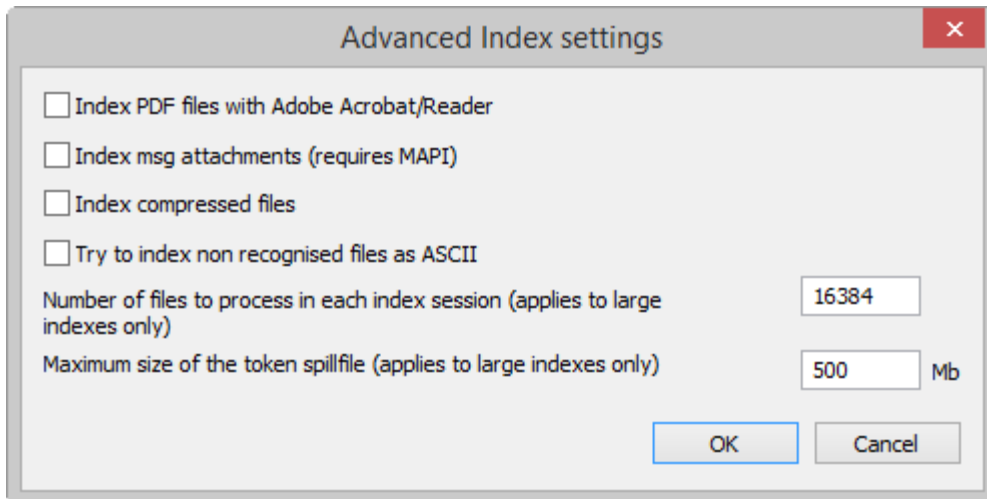 Advanced Index settings
Index PDF files with Adobe Acrobat/Reader
Index msg attachments (requires MAPI)
Index compressed files
Try to index non recognised files as ASCII
Number of files to process in each index session (applies to large
indexes only)
16384
Maximum size of the token spillfile (applies to large indexes only)
500 Mb
OK Cancel